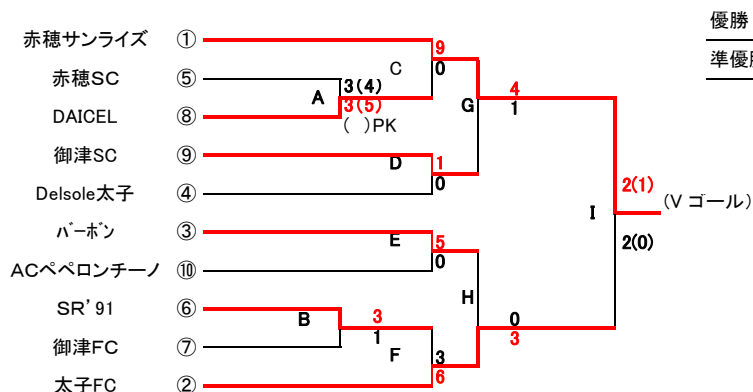 優勝
準優勝
赤穂サンライズ ①
赤穂SC ⑤
DAICEL ⑧
御津SC ⑨
Delsole太子 ④
バーボン ③
ACペペロンチーノ ⑩
SR'91 ⑥
御津FC ⑦
太子FC ②
A
3(4)
3(5)
( )PK
B
3
1
C
9
0
D
1
0
E
5
0
F
3
6
G
4
1
H
0
3
I
2(1)
(Vゴール)
2(0)